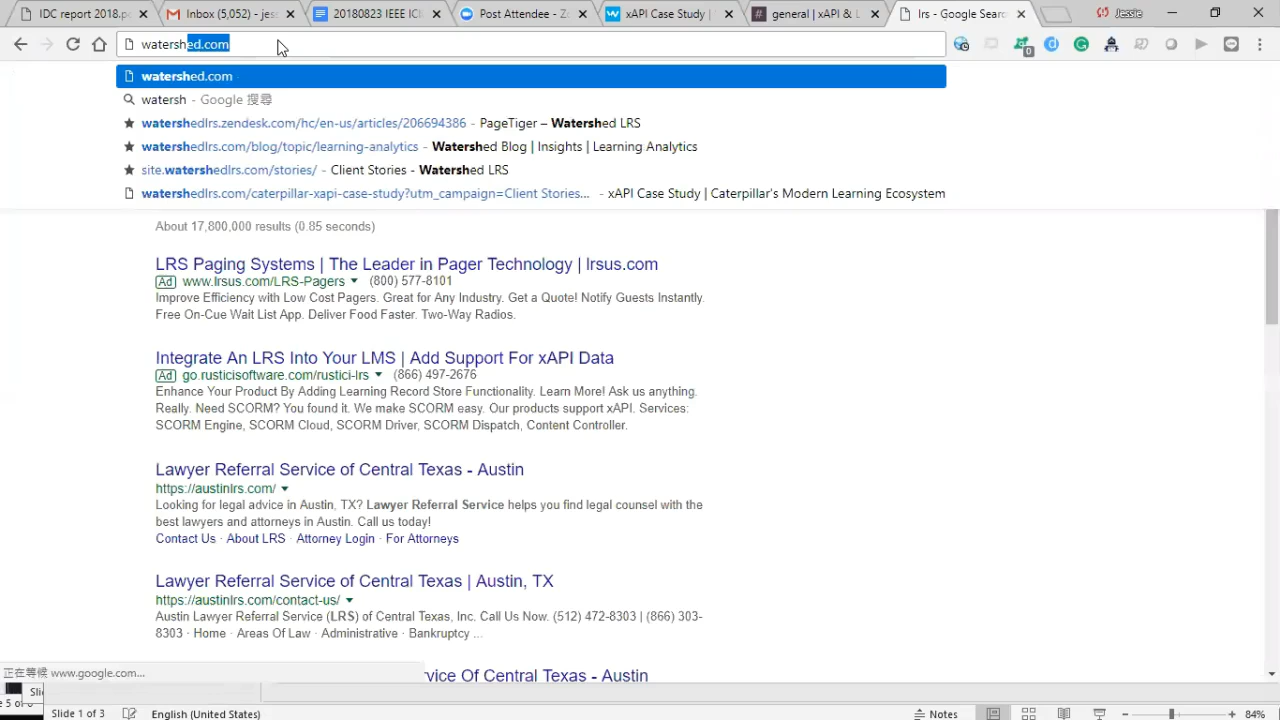 IDC report 2018.p
Inbox (5,052) - jes
20180823 IEEE ICI
Post Attendee - Z
xAPI Case Study |
general | xAPI & L
lrs - Google Searc
Jessie
watershed.com
0
watershed.com
watersh - Google 搜尋
watershedlrs.zendesk.com/hc/en-us/articles/206694386 - PageTiger – Watershed LRS
watershedlrs.com/blog/topic/learning-analytics - Watershed Blog | Insights | Learning Analytics
site.watershedlrs.com/stories/ - Client Stories - Watershed LRS
watershedlrs.com/caterpillar-xapi-case-study?utm_campaign=Client Stories... - xAPI Case Study | Caterpillar's Modern Learning Ecosystem
About 17,800,000 results (0.85 seconds)
LRS Paging Systems | The Leader in Pager Technology | lrsus.com
Ad www.lrsus.com/LRS-Pagers (800) 577-8101
Improve Efficiency with Low Cost Pagers. Great for Any Industry. Get a Quote! Notify Guests Instantly.
Free On-Cue Wait List App. Deliver Food Faster. Two-Way Radios.
Integrate An LRS Into Your LMS | Add Support For xAPI Data
Ad go.rusticisoftware.com/rustici-lrs (866) 497-2676
Enhance Your Product By Adding Learning Record Store Functionality. Learn More! Ask us anything.
Really. Need SCORM? You found it. We make SCORM easy. Our products support xAPI. Services:
SCORM Engine, SCORM Cloud, SCORM Driver, SCORM Dispatch, Content Controller.
Lawyer Referral Service of Central Texas - Austin
https://austinlrs.com/
Looking for legal advice in Austin, TX? Lawyer Referral Service helps you find legal counsel with the
best lawyers and attorneys in Austin. Call us today!
Contact Us · About LRS · Attorney Login · For Attorneys
Lawyer Referral Service of Central Texas | Austin, TX
https://austinlrs.com/contact-us/
Austin Lawyer Referral Service (LRS) of Central Texas, Inc. Call Us Now. (512) 472-8303 | (866) 303-
8303 · Home · Areas Of Law · Administrative · Bankruptcy ...
正在等候 www.google.com...
vice Of Central Texas - Austin
Slid
e 5 o
Slide 1 of 3
English (United States)
Notes
84%